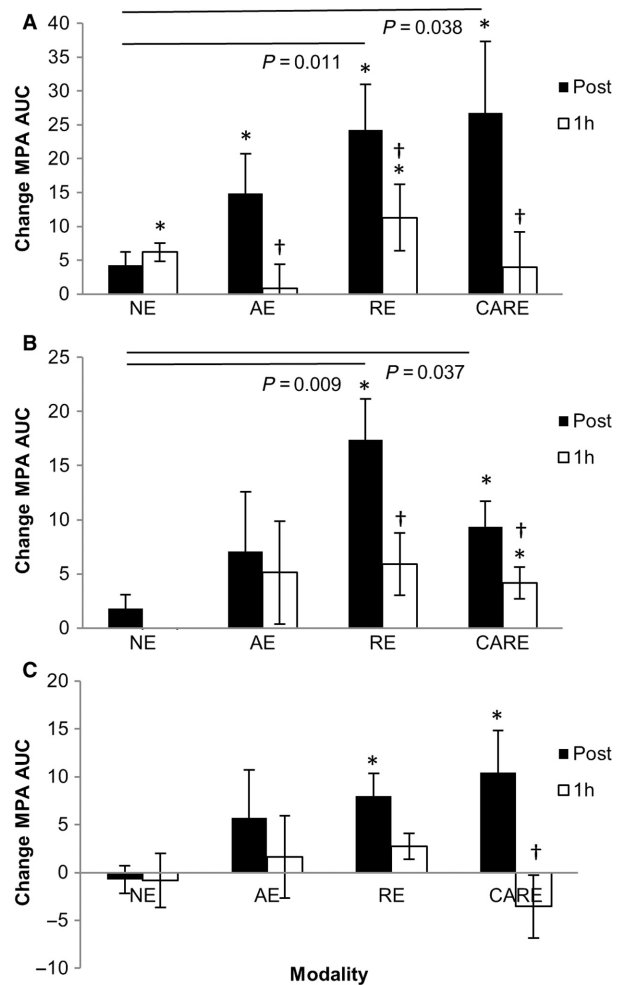 A
40
35
30
25
20
15
10
5
0
Change MPA AUC
P = 0.038
P = 0.011
*
*
*
*
†
†
*
†
Post
1h
NE AE RE CARE
B
25
20
15
10
5
0
Change MPA AUC
P = 0.009
P = 0.037
*
†
*
†
*
Post
1h
NE AE RE CARE
C
20
15
10
5
0
–5
–10
Change MPA AUC
*
*
†
Post
1h
NE AE RE CARE
Modality